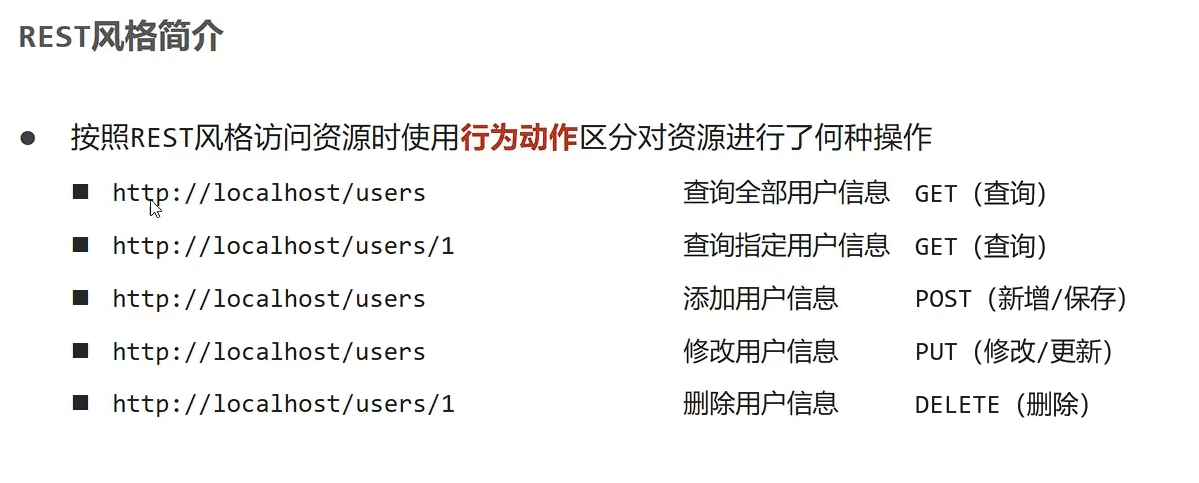 REST风格简介
按照REST风格访问资源时使用行为动作区分对资源进行了何种操作
http://localhost/users 查询全部用户信息 GET（查询）
http://localhost/users/1 查询指定用户信息 GET（查询）
http://localhost/users 添加用户信息 POST（新增/保存）
http://localhost/users 修改用户信息 PUT（修改/更新）
http://localhost/users/1 删除用户信息 DELETE（删除）